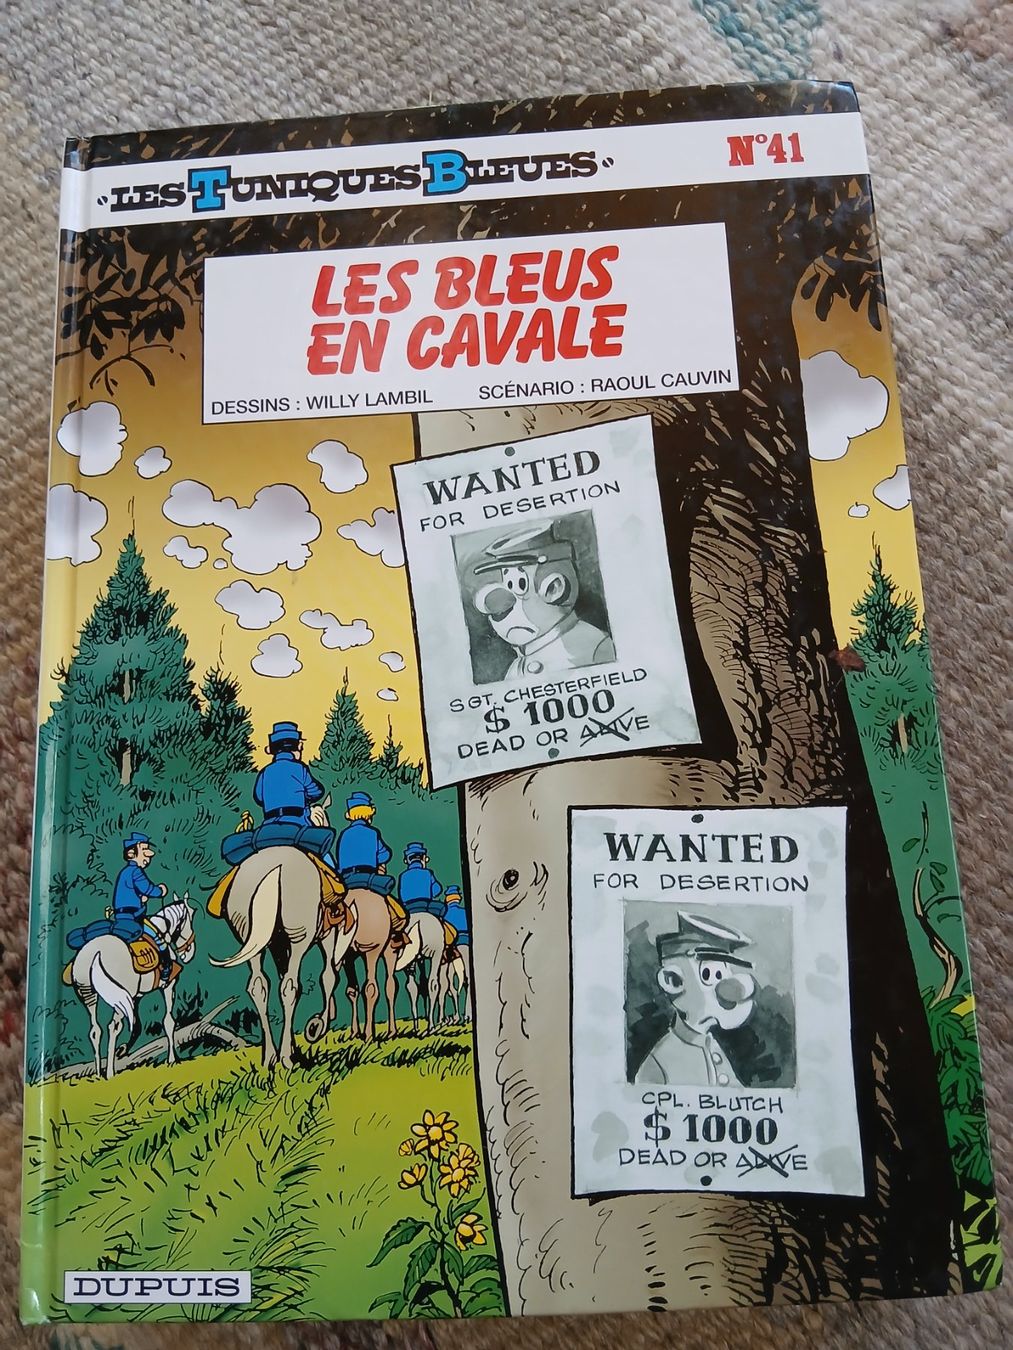 "LES TUNIQUES BLEUES"
N°41
LES BLEUS
EN CAVALE
DESSINS : WILLY LAMBIL SCÉNARIO : RAOUL CAUVIN
WANTED
FOR DESERTION
SGT. CHESTERFIELD
$ 1000
DEAD OR ALIVE
WANTED
FOR DESERTION
CPL. BLUTCH
$ 1000
DEAD OR ALIVE
DUPUIS